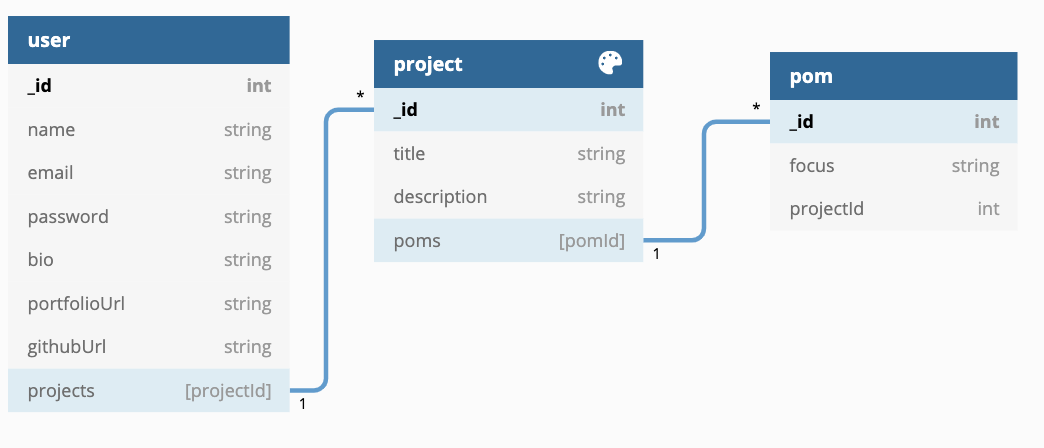 user
_id int
name string
email string
password string
bio string
portfolioUrl string
githubUrl string
projects [projectId]
1
*
project
_id int
title string
description string
poms [pomId]
1
*
pom
_id int
focus string
projectId int